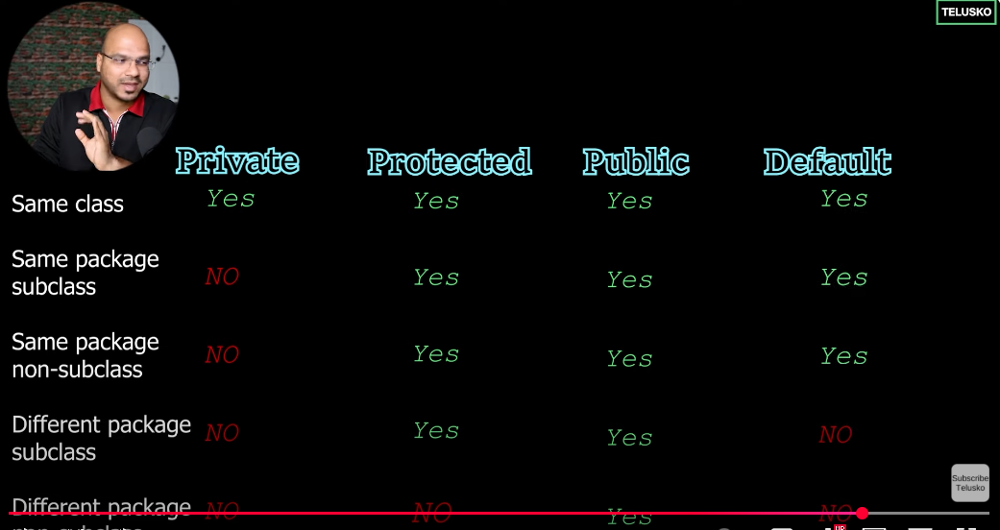 TELUSKO
Private Protected Public Default
Same class Yes Yes Yes Yes
Same package
subclass NO Yes Yes Yes
Same package
non-subclass NO Yes Yes Yes
Different package
subclass NO Yes Yes NO
Different package NO NO Yes NO
non-subclass
Subscribe
Telusko